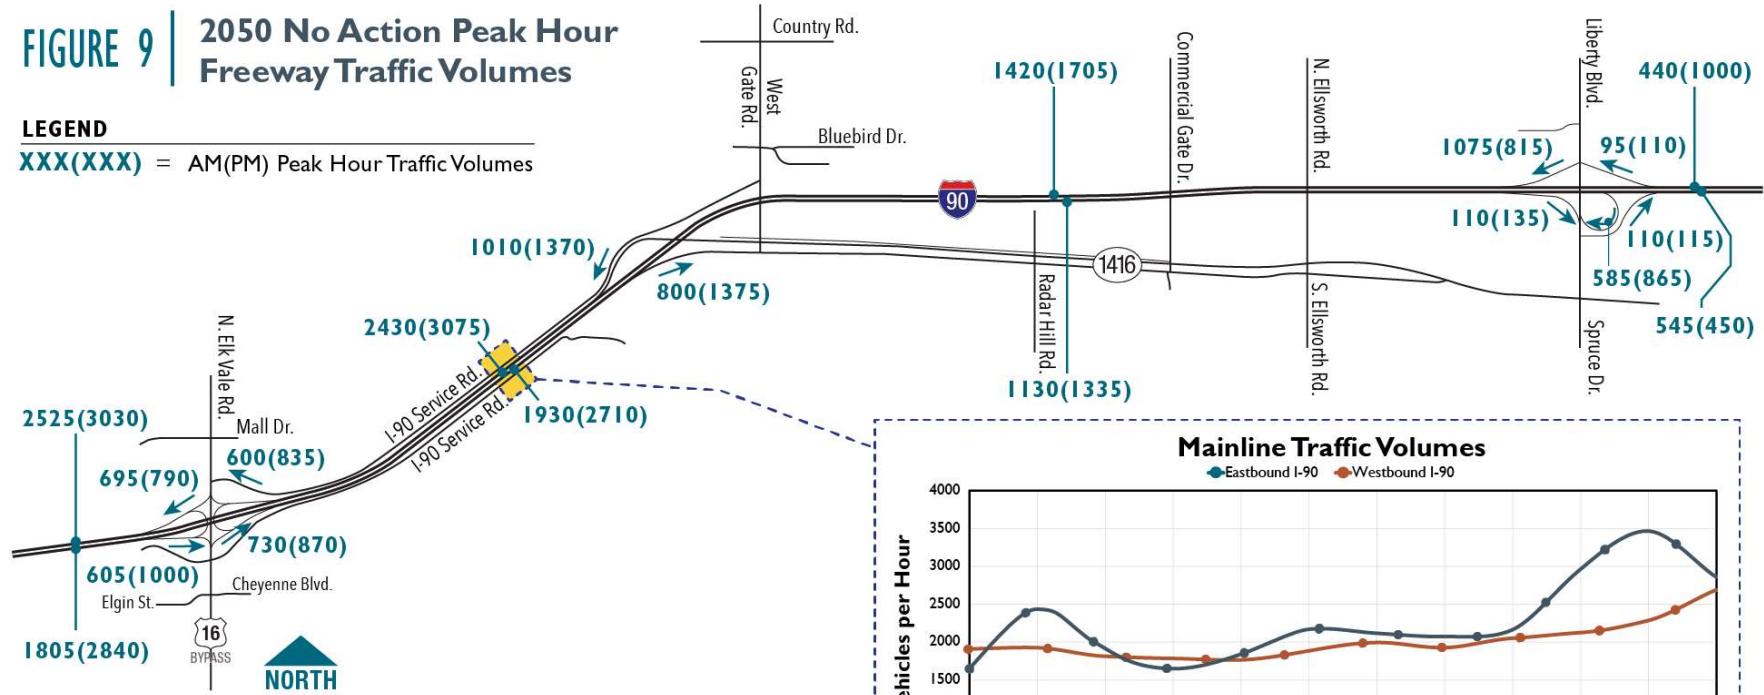 FIGURE 9
2050 No Action Peak Hour
Freeway Traffic Volumes
LEGEND
XXX(XXX) = AM(PM) Peak Hour Traffic Volumes
Country Rd.
West
Gate Rd.
Bluebird Dr.
1420(1705)
Commercial Gate Dr.
N. Ellsworth Rd.
Liberty Blvd.
440(1000)
1075(815)
95(110)
90
110(135)
110(115)
585(865)
545(450)
1010(1370)
800(1375)
1416
Radar Hill Rd.
S. Ellsworth Rd.
Spruce Dr.
1130(1335)
2430(3075)
1930(2710)
I-90 Service Rd.
I-90 Service Rd.
N. Elk Vale Rd.
2525(3030)
Mall Dr.
600(835)
695(790)
730(870)
605(1000)
Cheyenne Blvd.
Elgin St.
16
BYPASS
1805(2840)
NORTH
Mainline Traffic Volumes
Eastbound I-90 Westbound I-90
4000
3500
3000
2500
2000
1500
per Hour